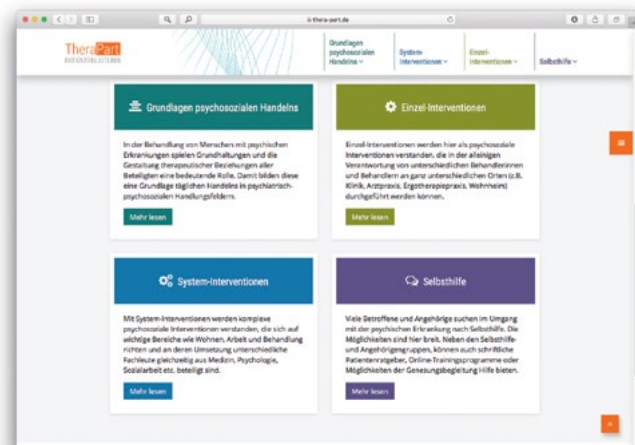 thera-part.de
TheraPart
Grundlagen
psychosozialen
Handelns
System-
Interventionen
Einzel-
Interventionen
Selbsthilfe
Grundlagen psychosozialen Handelns
In der Behandlung von Menschen mit psychischen
Erkrankungen spielen Grundhaltungen und die
Gestaltung therapeutischer Beziehungen aller
Beteiligten eine bedeutende Rolle. Damit bilden diese
eine Grundlage täglichen Handelns in psychiatrisch-
psychosozialen Handlungsfeldern.
Mehr lesen
Einzel-Interventionen
Einzel-Interventionen werden hier als psychosoziale
Interventionen verstanden, die in der alleinigen
Verantwortung von unterschiedlichen Behandlerinnen
und Behandlern an ganz unterschiedlichen Orten (z.B.
Klinik, Arztpraxis, Ergotherapiepraxis, Wohnheim)
durchgeführt werden können.
Mehr lesen
System-Interventionen
Mit System-Interventionen werden komplexe
psychosoziale Interventionen verstanden, die sich auf
wichtige Bereiche wie Wohnen, Arbeit und Behandlung
richten und an deren Umsetzung unterschiedliche
Fachleute gleichzeitig aus Medizin, Psychologie,
Sozialarbeit etc. beteiligt sind.
Mehr lesen
Selbsthilfe
Viele Betroffene und Angehörige suchen im Umgang
mit der psychischen Erkrankung nach Selbsthilfe. Die
Möglichkeiten sind hier breit. Neben den Selbsthilfe-
und Angehörigengruppen, können auch schriftliche
Patientenratgeber, Online-Trainingsprogramme oder
Möglichkeiten der Genesungsbegleitung Hilfe bieten.
Mehr lesen